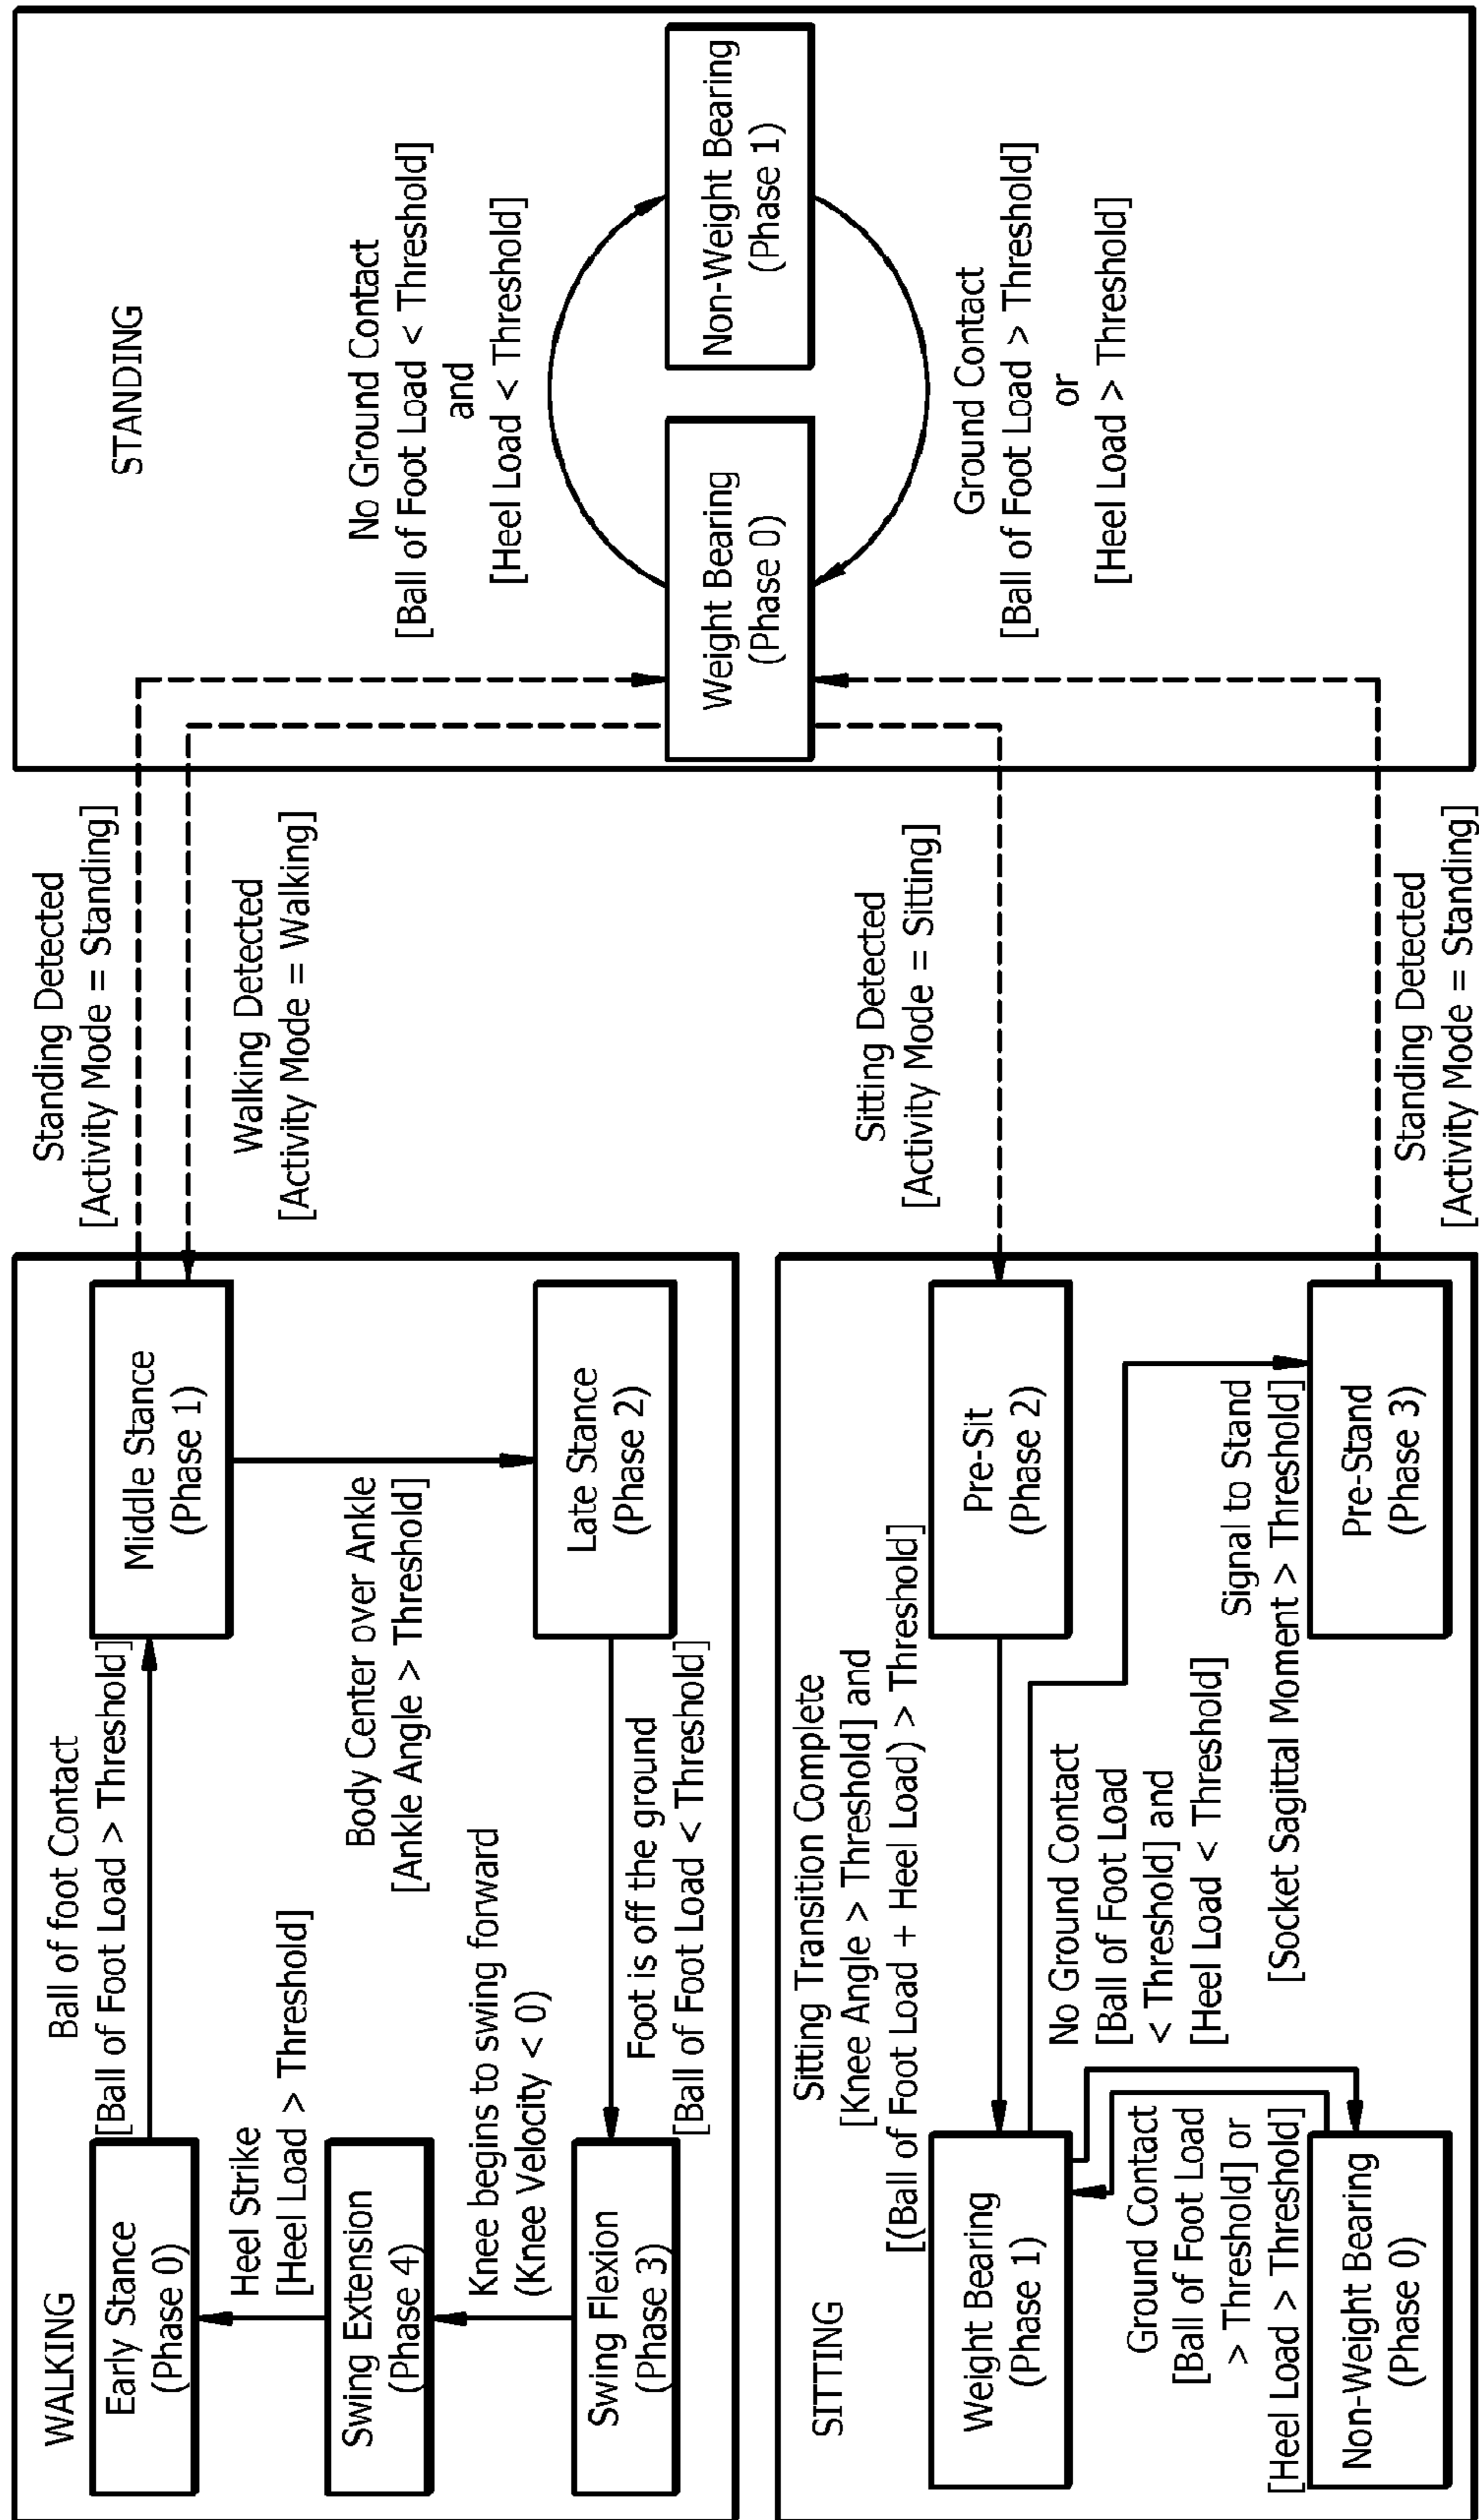 WALKING
Early Stance
(Phase 0)
Ball of foot Contact
[Ball of Foot Load > Threshold]
Middle Stance
(Phase 1)
Heel Strike
[Heel Load > Threshold]
Swing Extension
(Phase 4)
Body Center over Ankle
[Ankle Angle > Threshold]
Knee begins to swing forward
(Knee Velocity < 0)
Swing Flexion
(Phase 3)
Foot is off the ground
[Ball of Foot Load < Threshold]
Late Stance
(Phase 2)
Standing Detected
[Activity Mode = Standing]
Walking Detected
[Activity Mode = Walking]
SITTING
Sitting Transition Complete
[Knee Angle > Threshold] and
[(Ball of Foot Load + Heel Load) > Threshold]
Weight Bearing
(Phase 1)
Pre-Sit
(Phase 2)
No Ground Contact
[Ball of Foot Load
< Threshold] and
[Heel Load < Threshold]
Ground Contact
[Ball of Foot Load
> Threshold] or
[Heel Load > Threshold]
Signal to Stand
[Socket Sagittal Moment > Threshold]
Non-Weight Bearing
(Phase 0)
Pre-Stand
(Phase 3)
Sitting Detected
[Activity Mode = Sitting]
Standing Detected
[Activity Mode = Standing]
STANDING
No Ground Contact
[Ball of Foot Load < Threshold]
and
[Heel Load < Threshold]
Weight Bearing
(Phase 0)
Non-Weight Bearing
(Phase 1)
Ground Contact
[Ball of Foot Load > Threshold]
or
[Heel Load > Threshold]